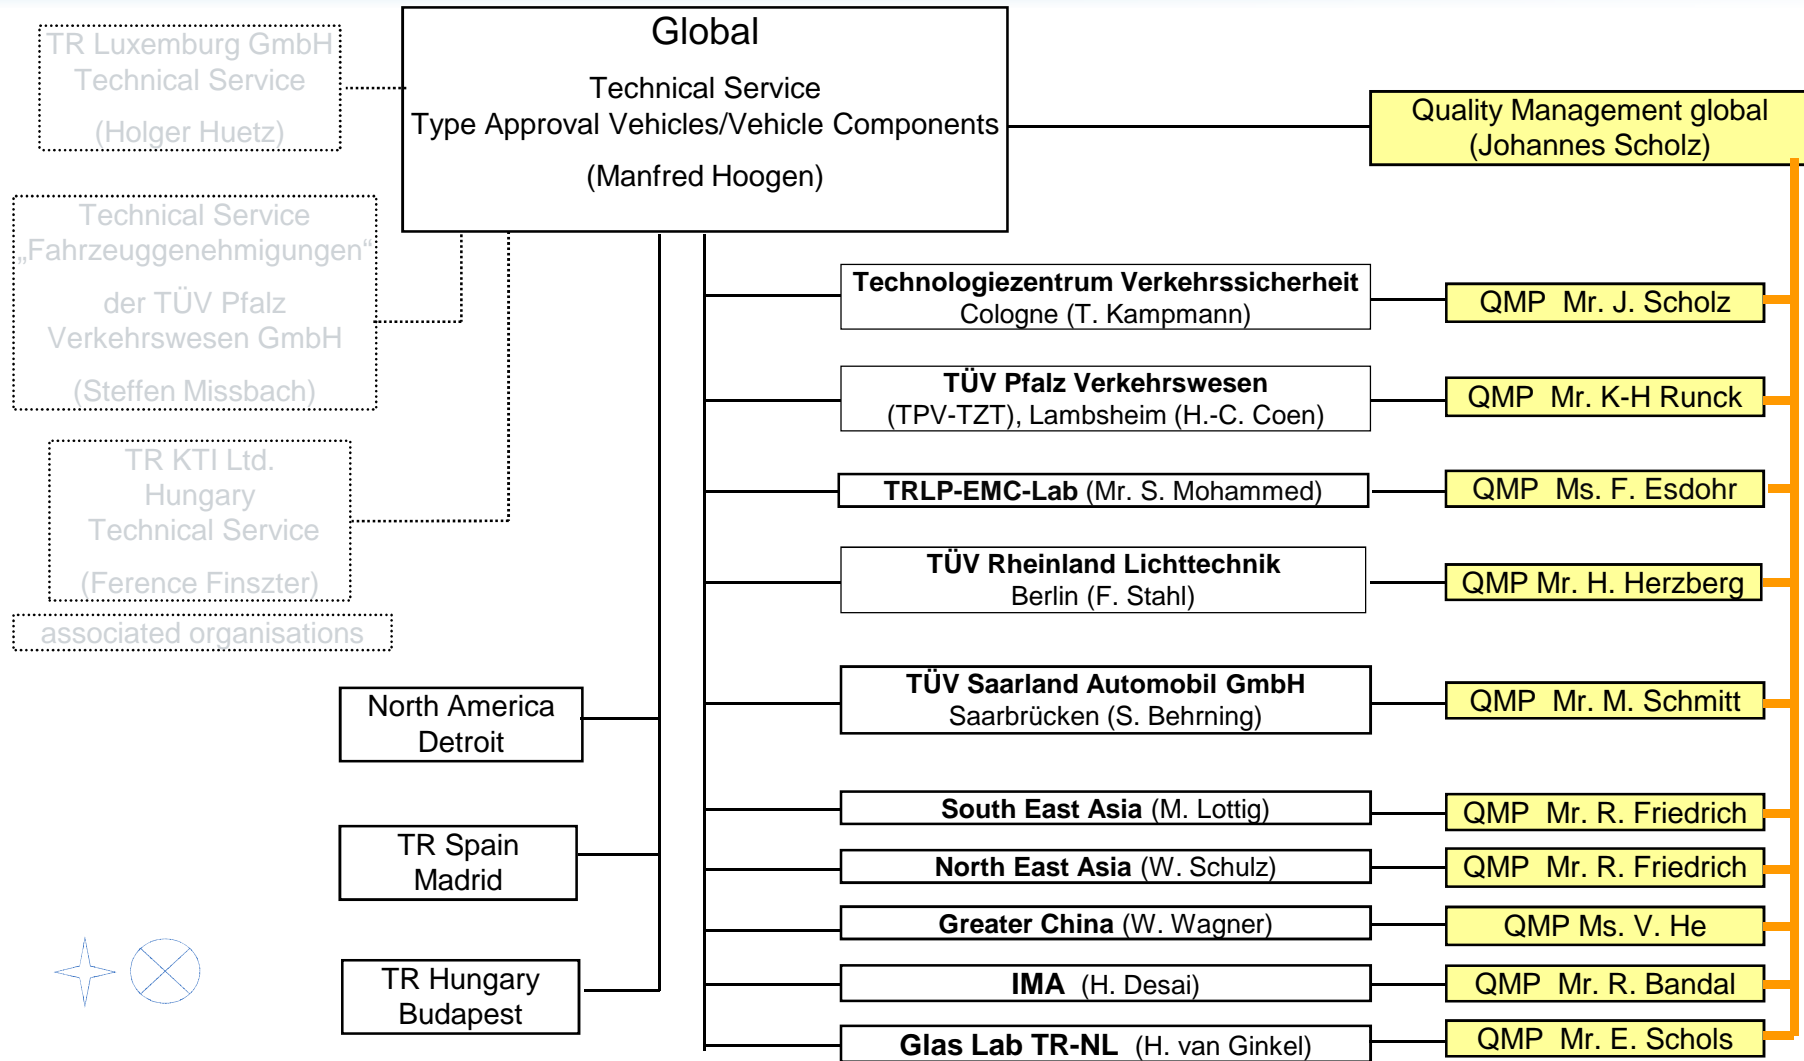 TR Luxemburg GmbH
Technical Service
(Holger Huetz)
Technical Service
„Fahrzeuggenehmigungen“
der TÜV Pfalz
Verkehrswesen GmbH
(Steffen Missbach)
TR KTI Ltd.
Hungary
Technical Service
(Ference Finszter)
associated organisations
Global
Technical Service
Type Approval Vehicles/Vehicle Components
(Manfred Hoogen)
Quality Management global
(Johannes Scholz)
North America
Detroit
TR Spain
Madrid
TR Hungary
Budapest
Technologiezentrum Verkehrssicherheit
Cologne (T. Kampmann)
QMP Mr. J. Scholz
TÜV Pfalz Verkehrswesen
(TPV-TZT), Lambsheim (H.-C. Coen)
QMP Mr. K-H Runck
TRLP-EMC-Lab (Mr. S. Mohammed)
QMP Ms. F. Esdohr
TÜV Rheinland Lichttechnik
Berlin (F. Stahl)
QMP Mr. H. Herzberg
TÜV Saarland Automobil GmbH
Saarbrücken (S. Behrning)
QMP Mr. M. Schmitt
South East Asia (M. Lottig)
QMP Mr. R. Friedrich
North East Asia (W. Schulz)
QMP Mr. R. Friedrich
Greater China (W. Wagner)
QMP Ms. V. He
IMA (H. Desai)
QMP Mr. R. Bandal
Glas Lab TR-NL (H. van Ginkel)
QMP Mr. E. Schols